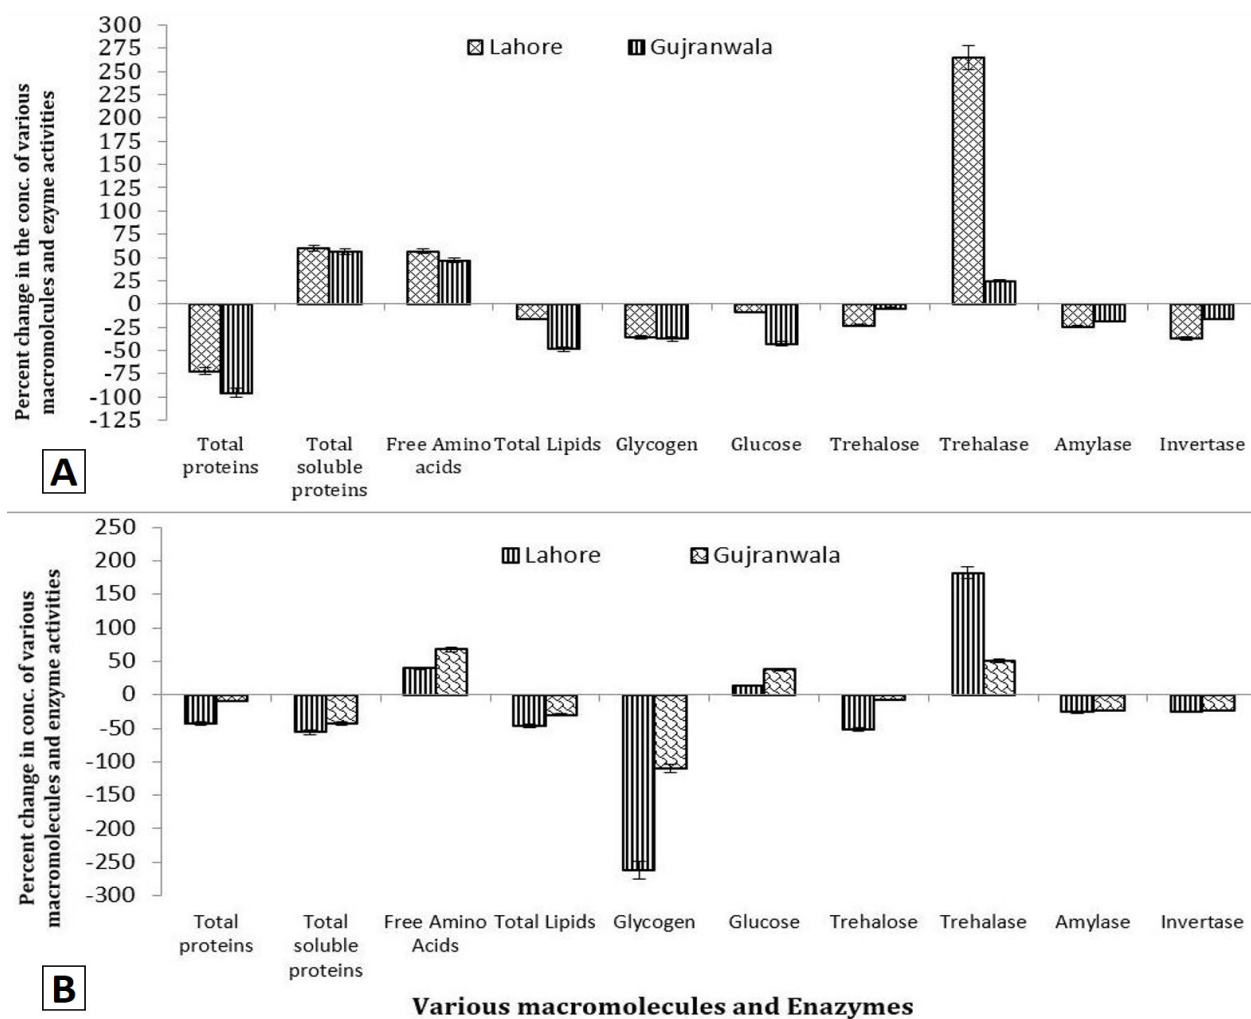 Percent change in the conc. of various
macromolcules and ezyme activities
300
275
250
225
200
175
150
125
100
75
50
25
0
-25
-50
-75
-100
-125
Lahore Gujranwala
Total Total Free Amino Total Lipids Glycogen Glucose Trehalose Trehalase Amylase Invertase
proteins soluble acids
proteins
A
Percent change in conc. of various
macromolecules and enzyme activities
250
200
150
100
50
0
-50
-100
-150
-200
-250
-300
Lahore Gujranwala
Total Total Free Amino Total Lipids Glycogen Glucose Trehalose Trehalase Amylase Invertase
proteins soluble Acids
proteins
B
Various macromolecules and Enazymes